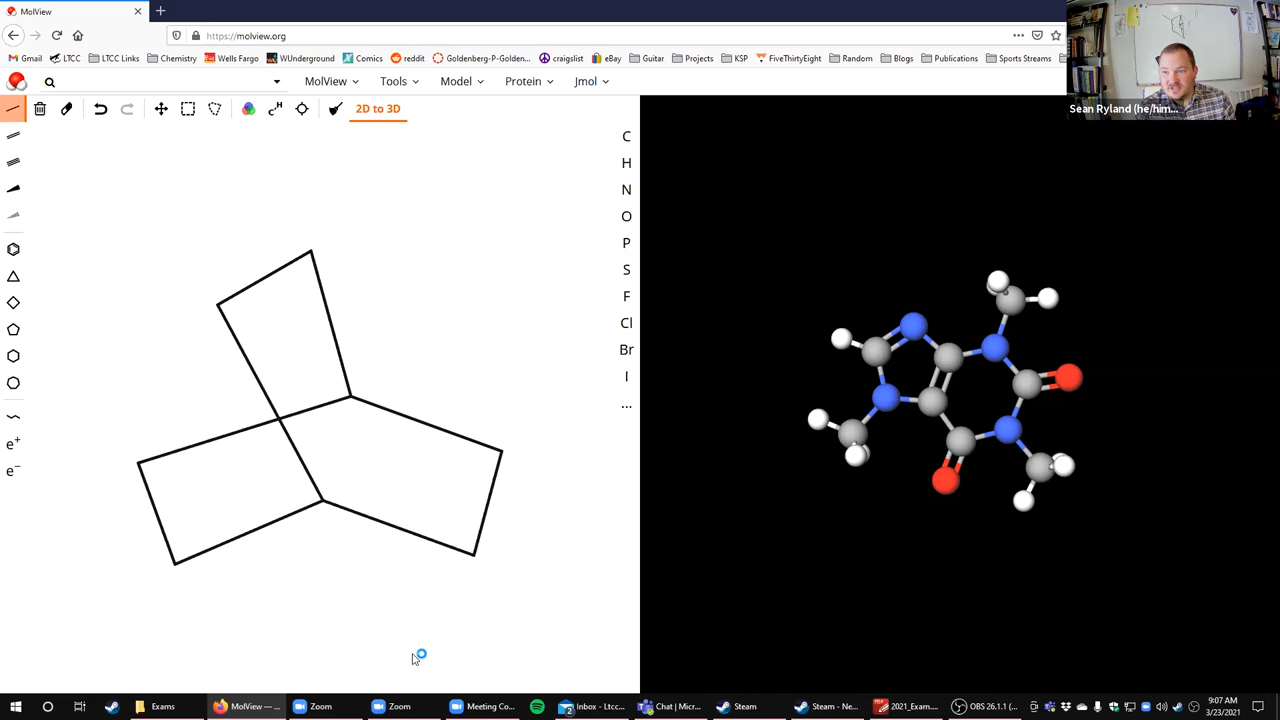 MolView
https://molview.org
Gmail LTCC LTCC Links Chemistry Wells Fargo WUnderground Comics reddit Goldenberg-P-Golden... craigslist eBay Guitar Projects KSP FiveThirtyEight Random Blogs Publications Sports Streams
MolView Tools Model Protein Jmol
Sean Ryland (he/him...
2D to 3D
C
H
N
O
P
S
F
Cl
Br
I
...
e+
e−
Exams MolView — ... Zoom Zoom Meeting Co... Inbox - Ltcc... Chat | Micr... Steam Steam - Ne... 2021_Exam.... OBS 26.1.1 (...
9:07 AM
3/23/2021